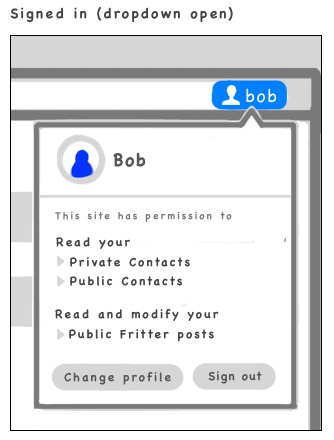 Signed in (dropdown open)
bob
Bob
This site has permission to
Read your
Private Contacts
Public Contacts
Read and modify your
Public Fritter posts
Change profile
Sign out